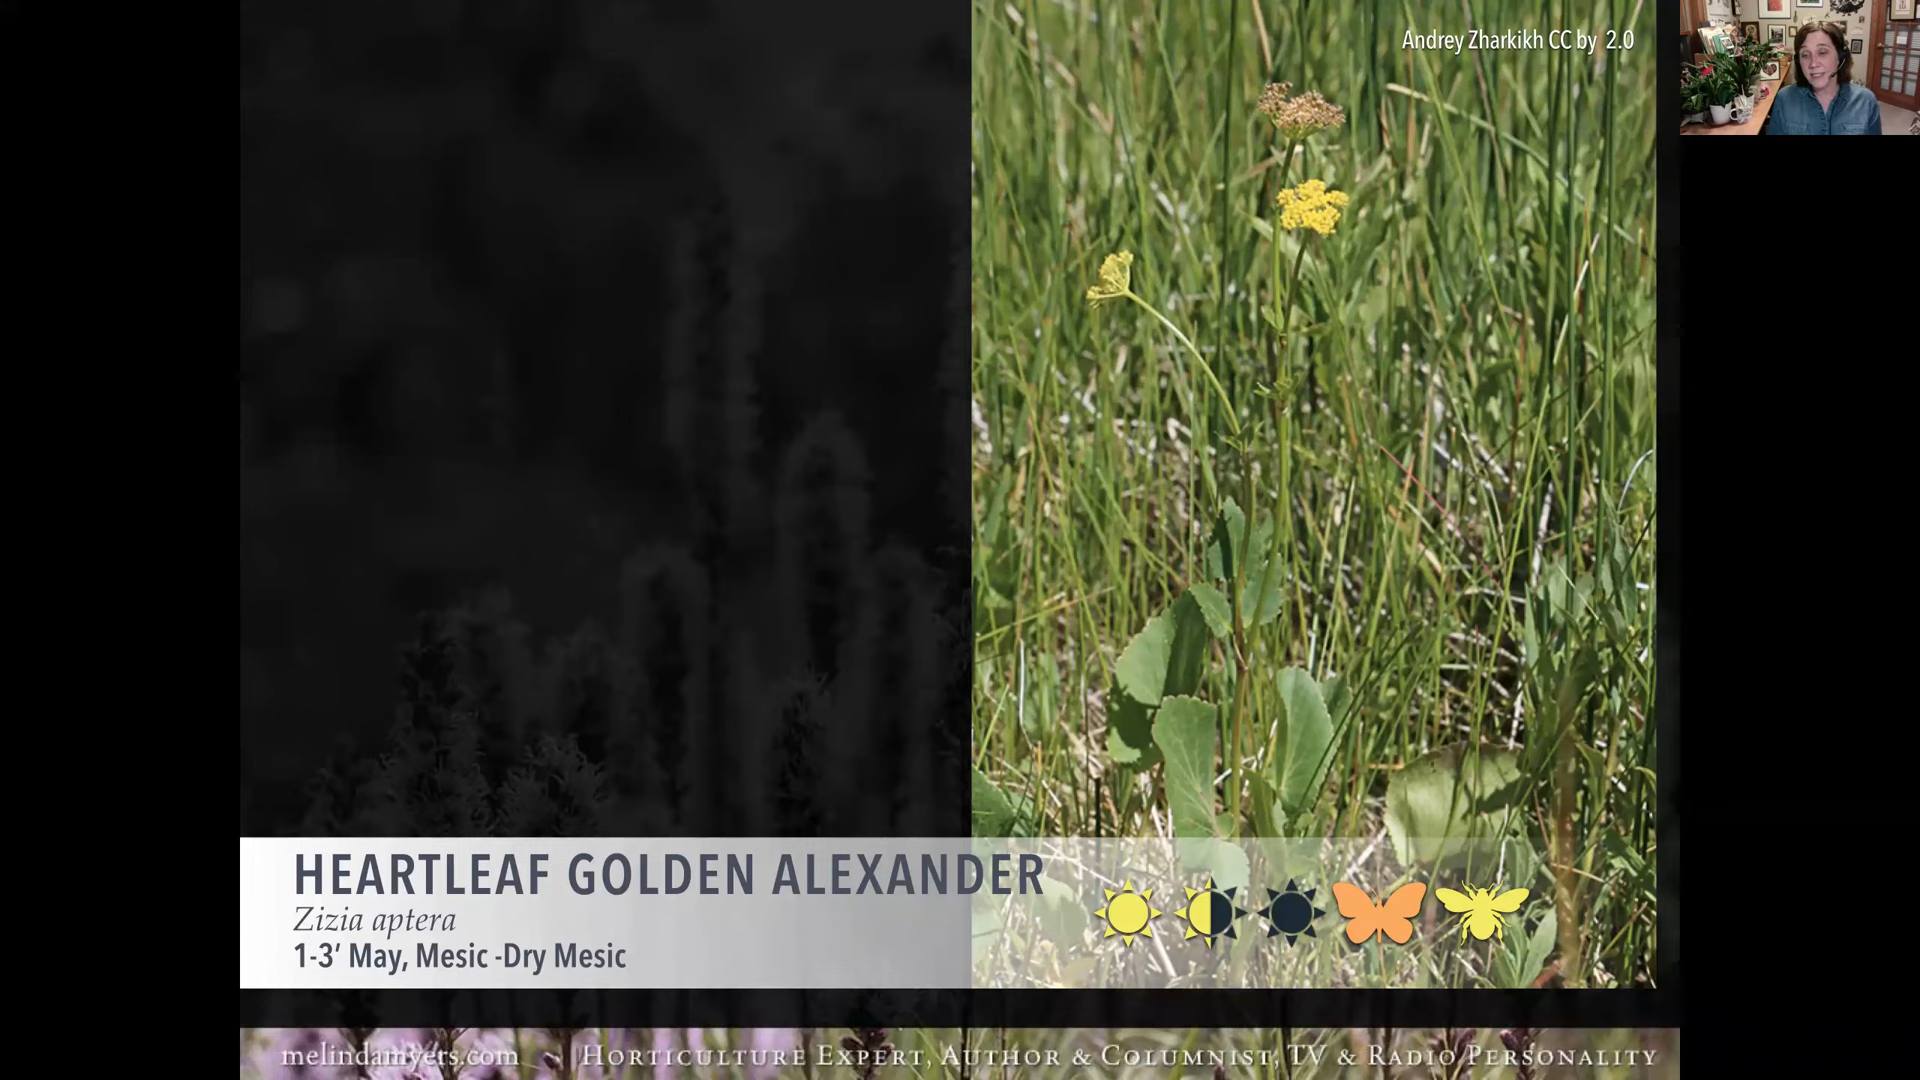 Andrey Zharkikh CC by 2.0
HEARTLEAF GOLDEN ALEXANDER
Zizia aptera
1-3’ May, Mesic -Dry Mesic
melindamyers.com ~ HORTICULTURE EXPERT, AUTHOR & COLUMNIST, TV & RADIO PERSONALITY